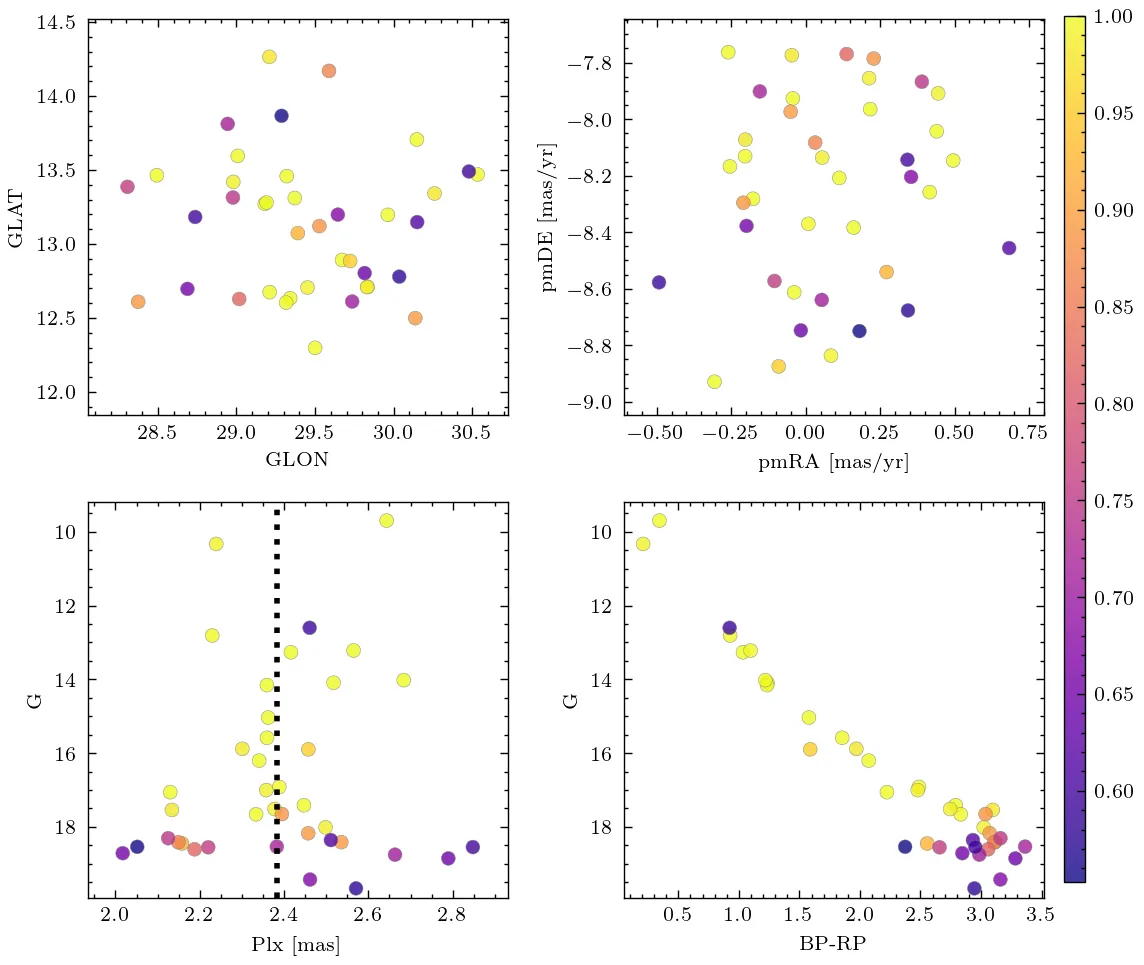 14.5
14.0
13.5
13.0
12.5
12.0
GLAT
28.5 29.0 29.5 30.0 30.5
GLON
−7.8
−8.0
−8.2
−8.4
−8.6
−8.8
−9.0
pmDE [mas/yr]
−0.50 −0.25 0.00 0.25 0.50 0.75
pmRA [mas/yr]
10
12
14
16
18
G
2.0 2.2 2.4 2.6 2.8
Plx [mas]
10
12
14
16
18
G
0.5 1.0 1.5 2.0 2.5 3.0 3.5
BP-RP
1.00
0.95
0.90
0.85
0.80
0.75
0.70
0.65
0.60